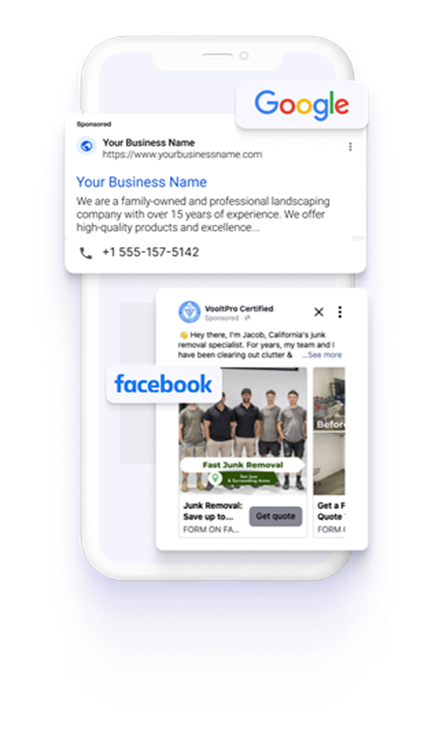 Google
Sponsored
Your Business Name
https://www.yourbusinessname.com
Your Business Name
We are a family-owned and professional landscaping
company with over 15 years of experience. We offer
high-quality products and excellence...
+1 555-157-5142
VooltPro Certified
Sponsored ·
👋 Hey there, I'm Jacob, California's junk
removal specialist. For years, my team and I
have been clearing out clutter & ...See more
facebook
Before
Fast Junk Removal
San Jose
& Surrounding Areas
Junk Removal:
Save up to...
FORM ON FA...
Get quote
Get a F
Quote
FORM